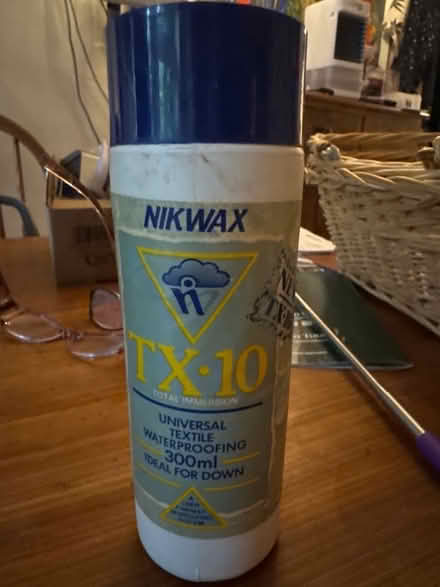 NIKWAX
TX·10
TOTAL IMMERSION
UNIVERSAL
TEXTILE
WATERPROOFING
300ml
IDEAL FOR DOWN
A